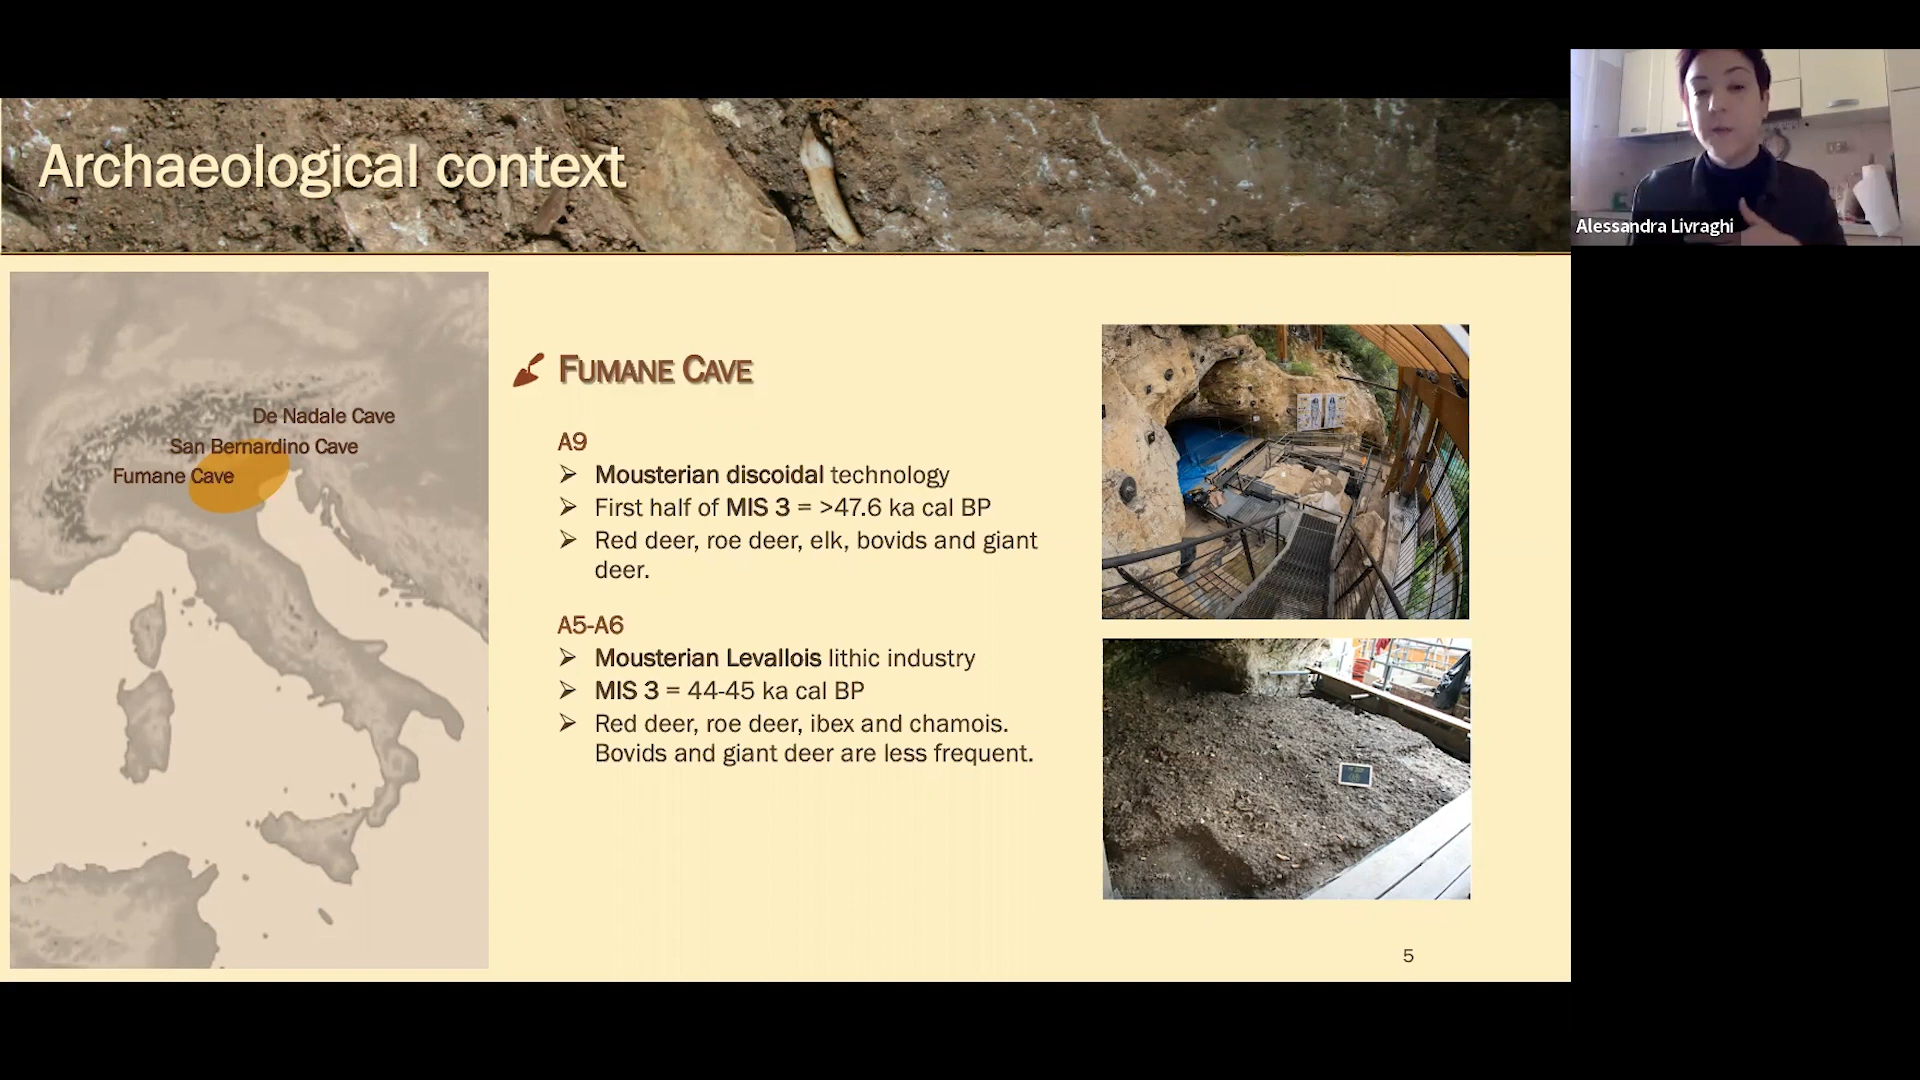 Archaeological context
Alessandra Livraghi
De Nadale Cave
San Bernardino Cave
Fumane Cave
FUMANE CAVE
A9
Mousterian discoidal technology
First half of MIS 3 = >47.6 ka cal BP
Red deer, roe deer, elk, bovids and giant
deer.
A5-A6
Mousterian Levallois lithic industry
MIS 3 = 44-45 ka cal BP
Red deer, roe deer, ibex and chamois.
Bovids and giant deer are less frequent.
5